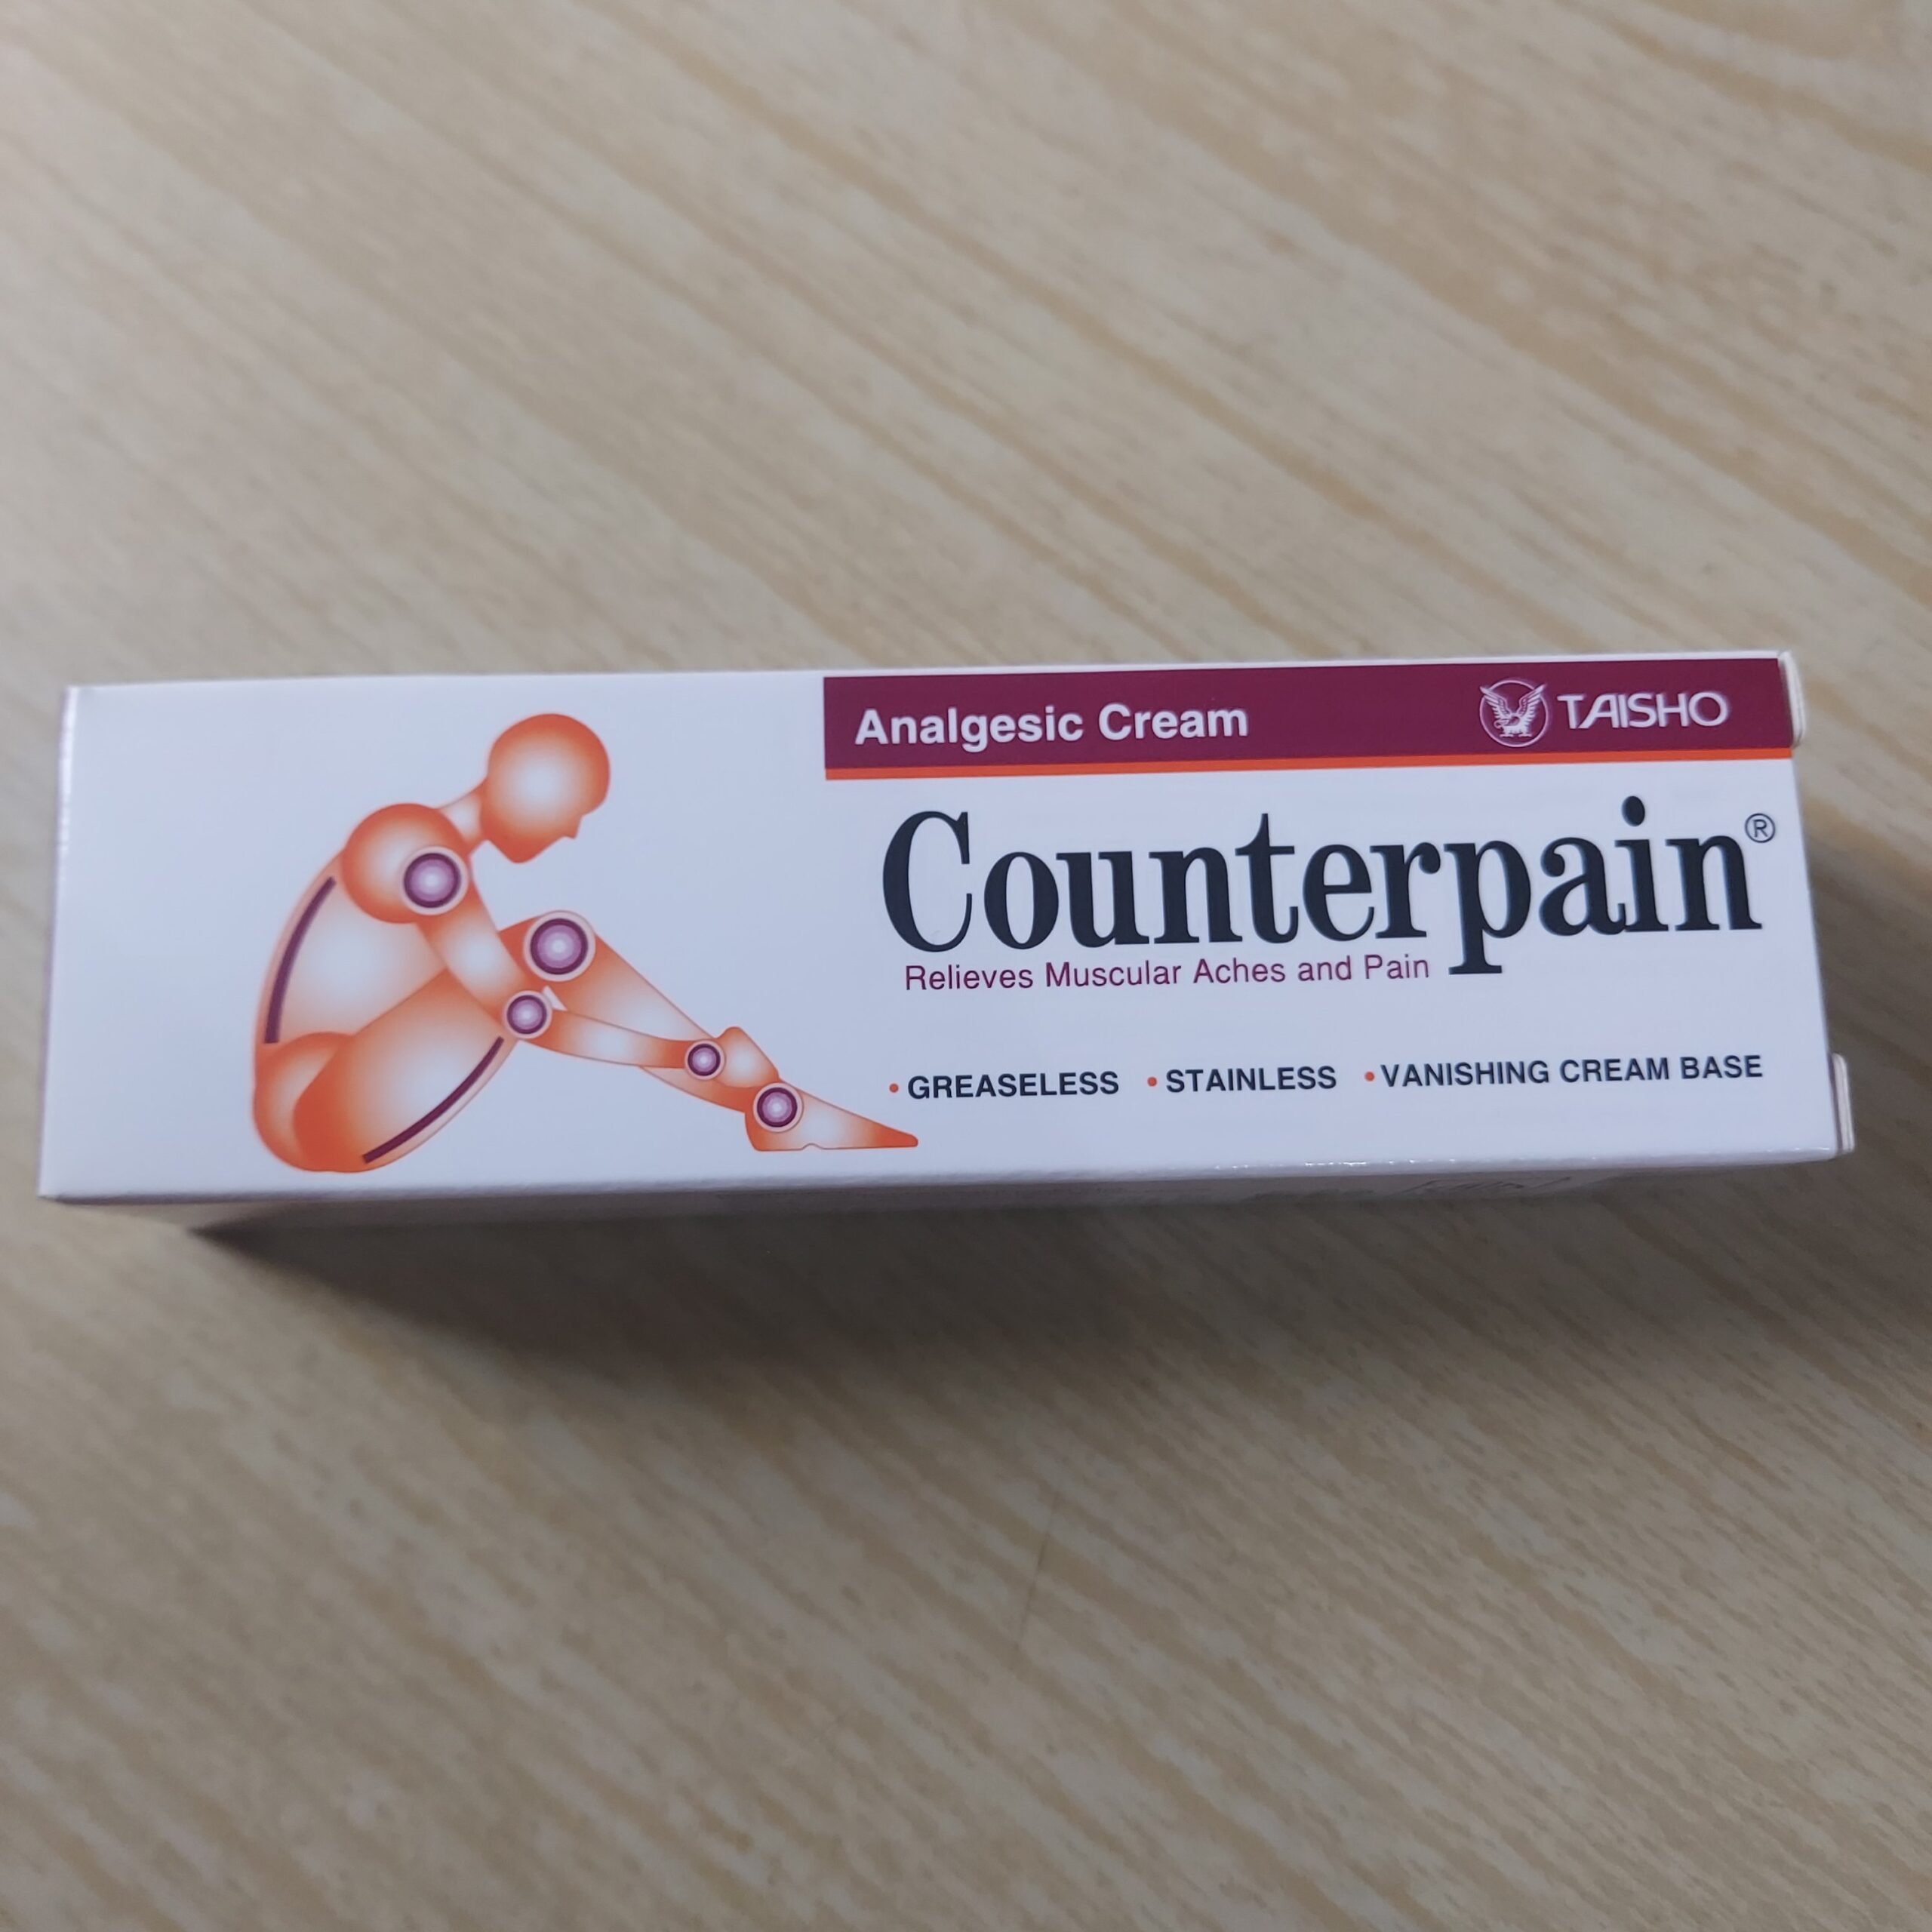 Analgesic Cream
TAISHO
Counterpain®
Relieves Muscular Aches and Pain
• GREASELESS • STAINLESS • VANISHING CREAM BASE